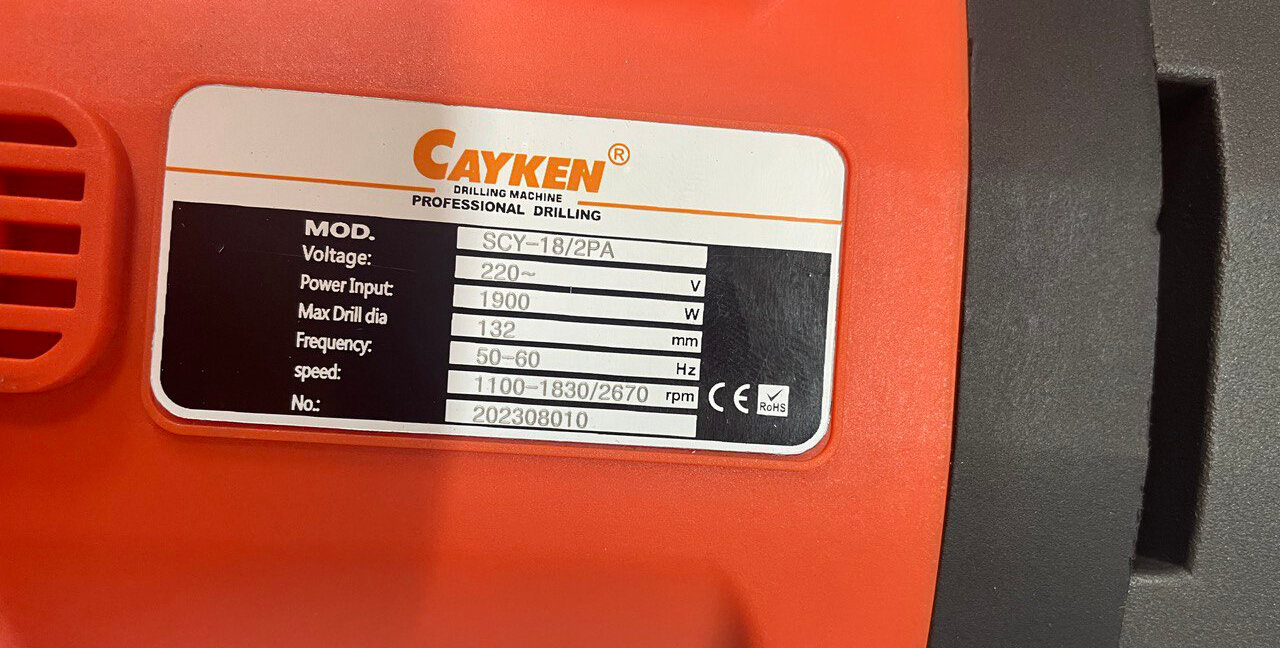 CAYKEN®
DRILLING MACHINE
PROFESSIONAL DRILLING
MOD. SCY-18/2PA
Voltage: 220~ V
Power Input: 1900 W
Max Drill dia 132 mm
Frequency: 50-60 Hz
speed: 1100-1830/2670 rpm
No.: 202308010
CE RoHS